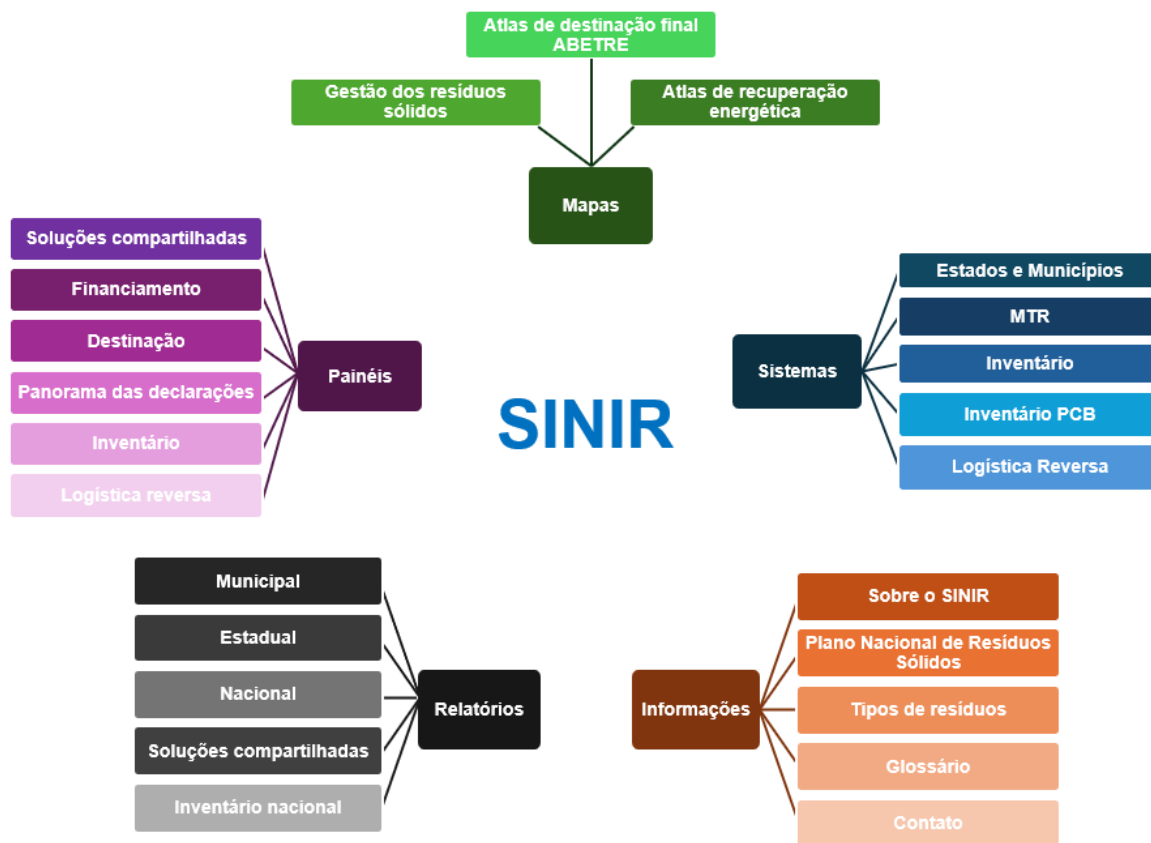 Atlas de destinação final
ABETRE
Gestão dos resíduos
sólidos
Atlas de recuperação
energética
Mapas
Soluções compartilhadas
Financiamento
Destinação
Panorama das declarações
Inventário
Logística reversa
Painéis
SINIR
Sistemas
Estados e Municípios
MTR
Inventário
Inventário PCB
Logística Reversa
Municipal
Estadual
Nacional
Soluções compartilhadas
Inventário nacional
Relatórios
Informações
Sobre o SINIR
Plano Nacional de Resíduos
Sólidos
Tipos de resíduos
Glossário
Contato